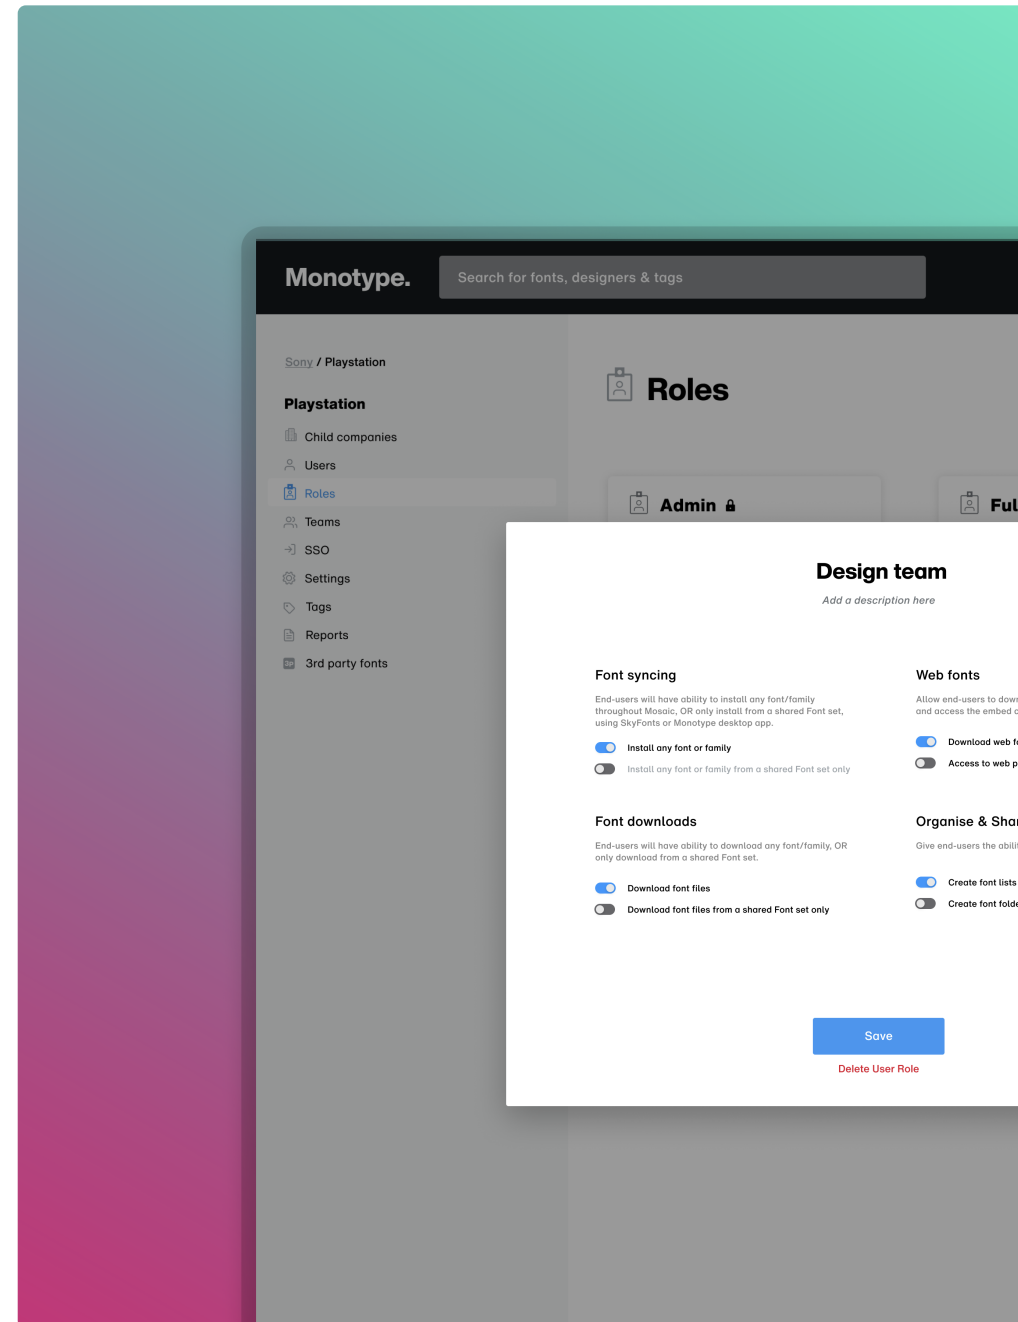 Monotype.
Search for fonts, designers & tags
Sony / Playstation
Playstation
Child companies
Users
Roles
Teams
SSO
Settings
Tags
Reports
3rd party fonts
Roles
Admin
Design team
Add a description here
Font syncing
End-users will have ability to install any font/family
throughout Mosaic, OR only install from a shared Font set,
using SkyFonts or Monotype desktop app.
Install any font or family
Install any font or family from a shared Font set only
Web fonts
Allow end-users to
and access the embed
Download web
Access to web
Font downloads
End-users will have ability to download any font/family, OR
only download from a shared Font set.
Download font files
Download font files from a shared Font set only
Organise &
Give end-users the
Create font lists
Create font
Save
Delete User Role